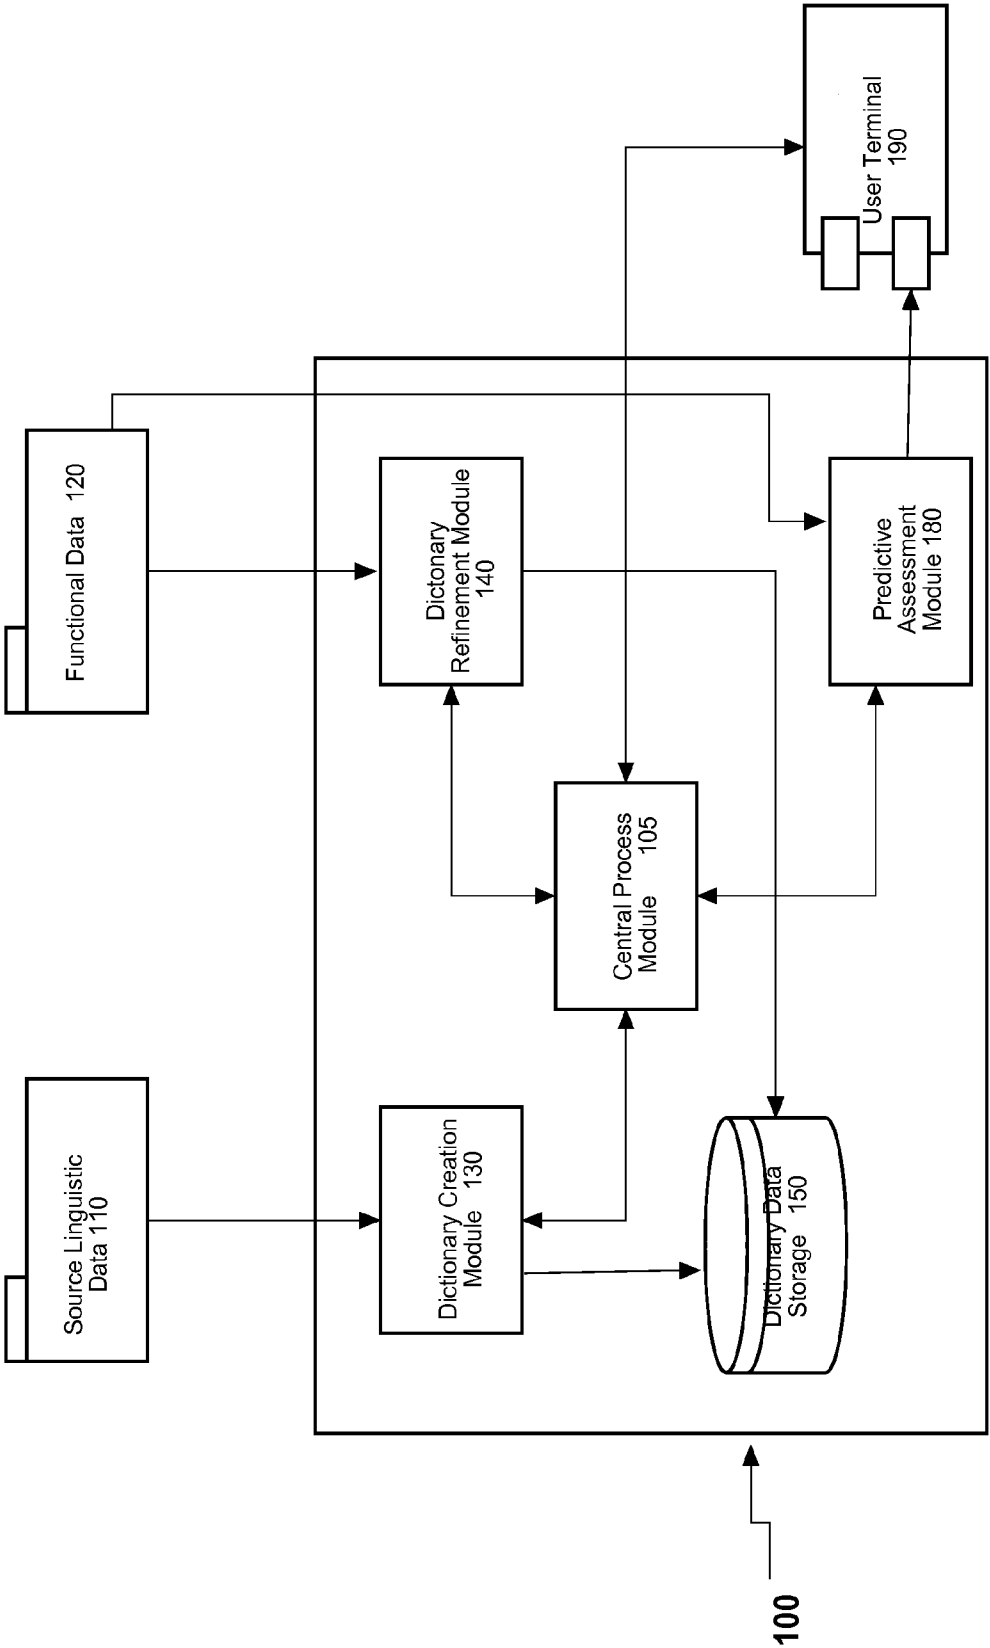 Source Linguistic
Data 110
Functional Data 120
Dictionary Creation
Module 130
Dictonary
Refinement Module
140
Central Process
Module 105
Dictionary Data
Storage 150
Predictive
Assessment
Module 180
User Terminal
190
100